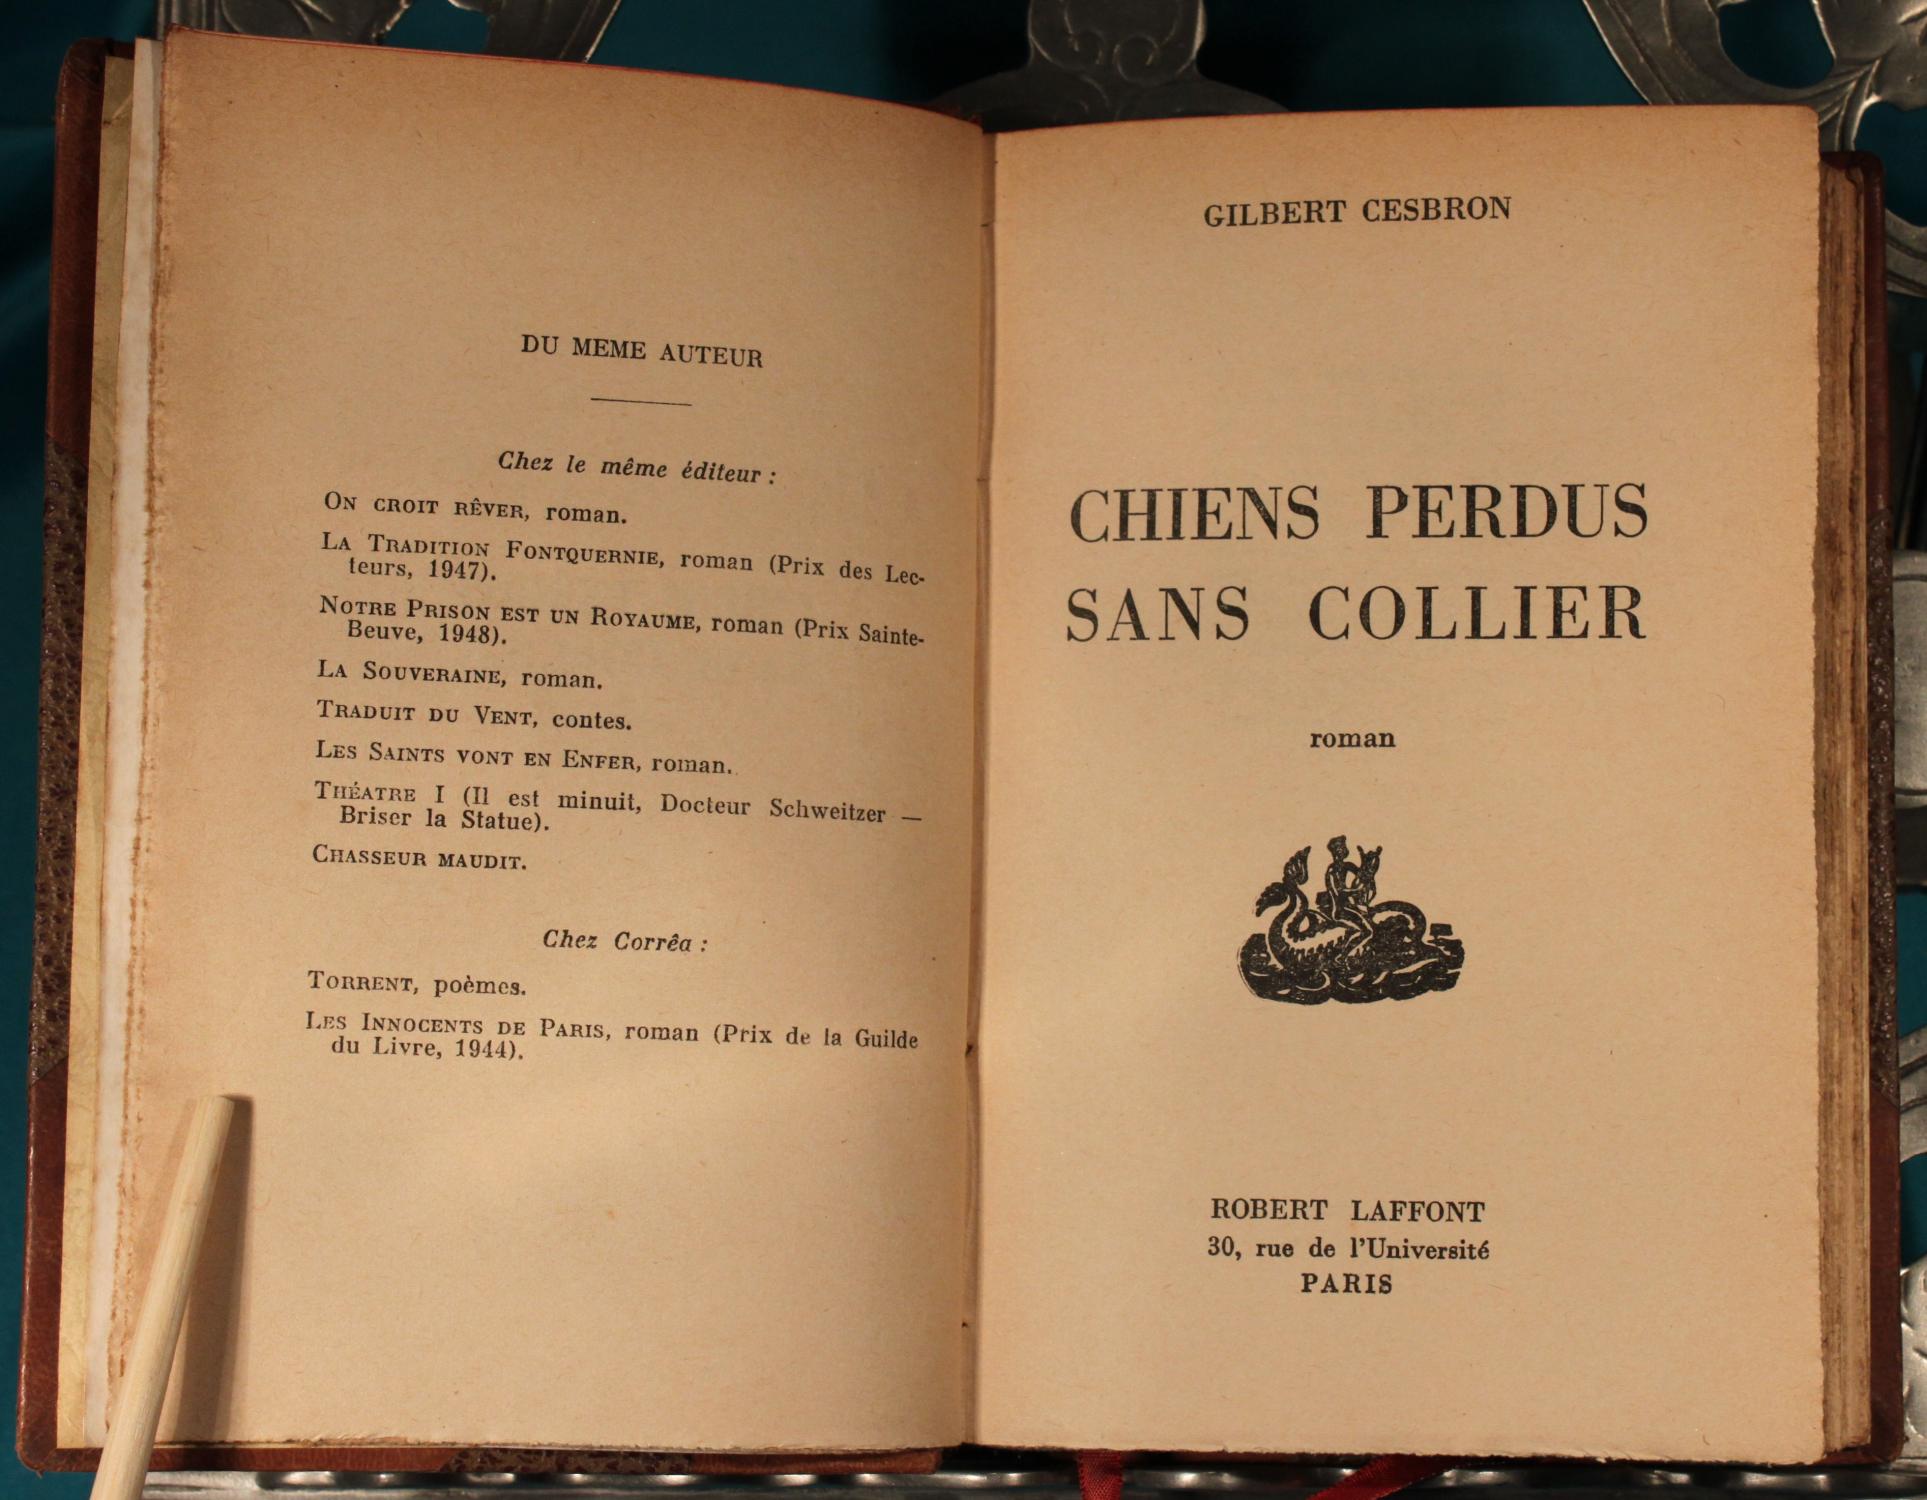 DU MEME AUTEUR
Chez le même éditeur :
ON CROIT RÊVER, roman.
LA TRADITION FONTQUERNIE, roman (Prix des Lec-
teurs, 1947).
NOTRE PRISON EST UN ROYAUME, roman (Prix Sainte-
Beuve, 1948).
LA SOUVERAINE, roman.
TRADUIT DU VENT, contes.
LES SAINTS VONT EN ENFER, roman.
THÉATRE I (Il est minuit, Docteur Schweitzer —
Briser la Statue).
CHASSEUR MAUDIT.
Chez Corrêa :
TORRENT, poèmes.
LES INNOCENTS DE PARIS, roman (Prix de la Guilde
du Livre, 1944).
GILBERT CESBRON
CHIENS PERDUS
SANS COLLIER
roman
ROBERT LAFFONT
30, rue de l'Université
PARIS